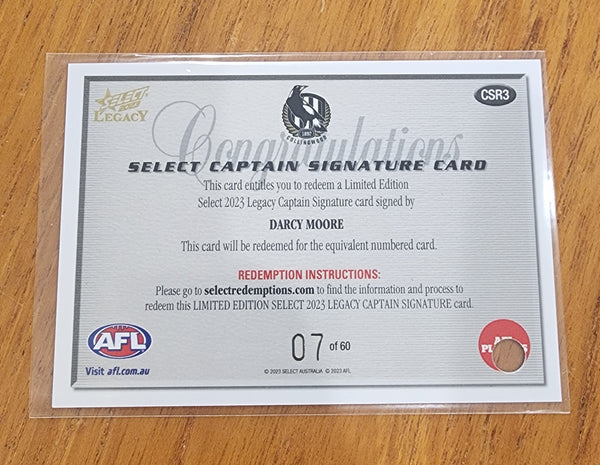 SELECT
2023
LEGACY
CSR3
1892
COLLINGWOOD
Congratulations
SELECT CAPTAIN SIGNATURE CARD
This card entitles you to redeem a Limited Edition
Select 2023 Legacy Captain Signature card signed by
DARCY MOORE
This card will be redeemed for the equivalent numbered card.
REDEMPTION INSTRUCTIONS:
Please go to selectredemptions.com to find the information and process to
redeem this LIMITED EDITION SELECT 2023 LEGACY CAPTAIN SIGNATURE card.
AFL
Visit afl.com.au
07 of 60
© 2023 SELECT AUSTRALIA © 2023 AFL